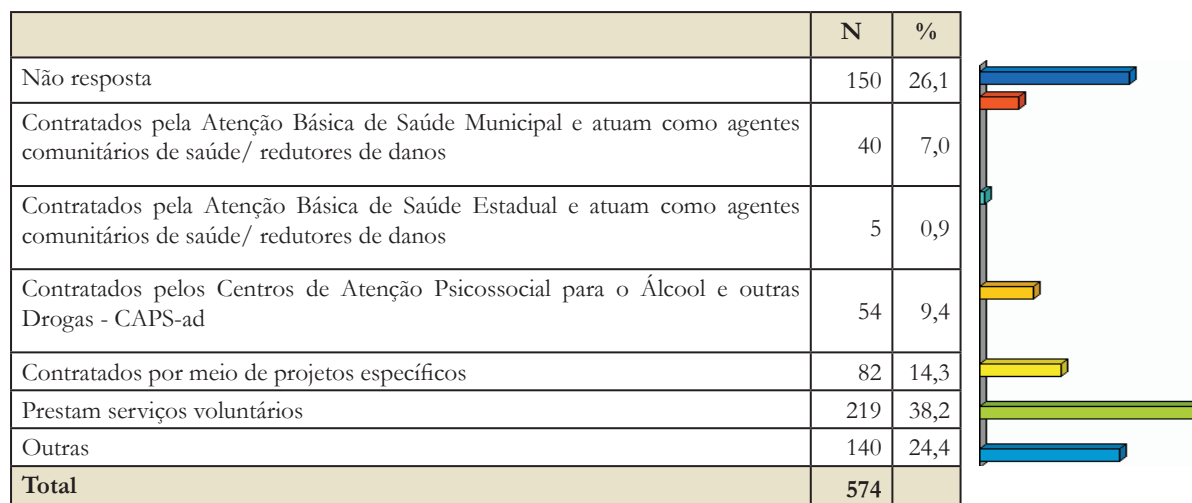 N %
Não resposta 150 26,1
Contratados pela Atenção Básica de Saúde Municipal e atuam como agentes
comunitários de saúde/ redutores de danos 40 7,0
Contratados pela Atenção Básica de Saúde Estadual e atuam como agentes
comunitários de saúde/ redutores de danos 5 0,9
Contratados pelos Centros de Atenção Psicossocial para o Álcool e outras
Drogas - CAPS-ad 54 9,4
Contratados por meio de projetos específicos 82 14,3
Prestam serviços voluntários 219 38,2
Outras 140 24,4
Total 574